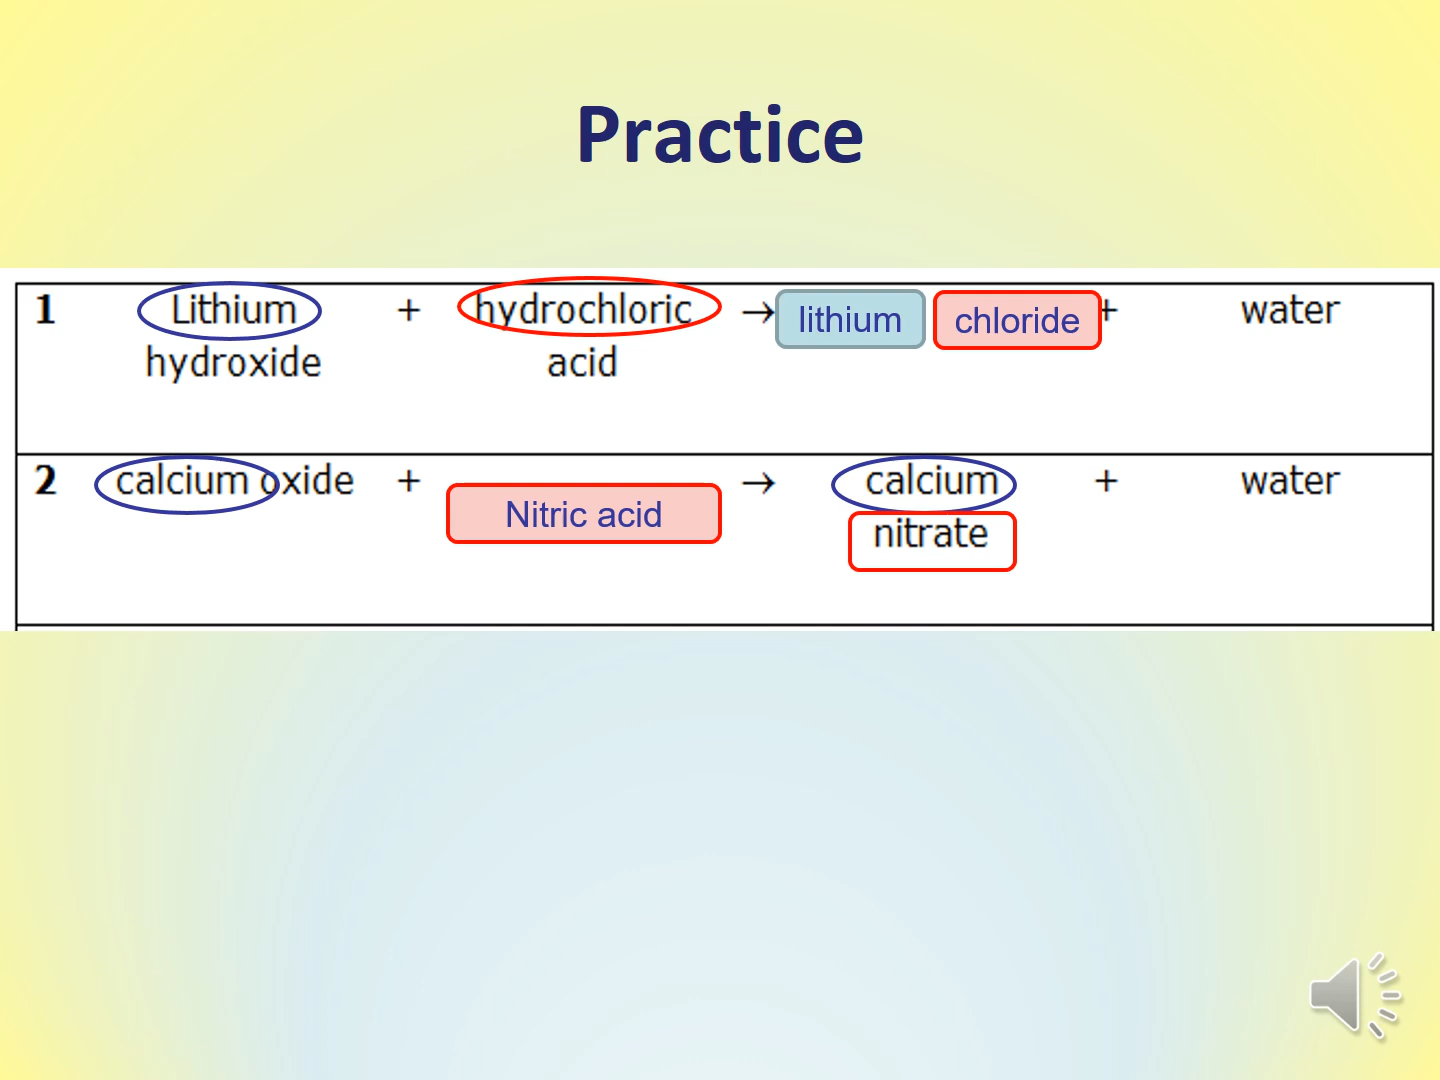 Practice
1 Lithium + hydrochloric → lithium chloride + water
hydroxide acid
2 calcium oxide + Nitric acid → calcium + water
nitrate